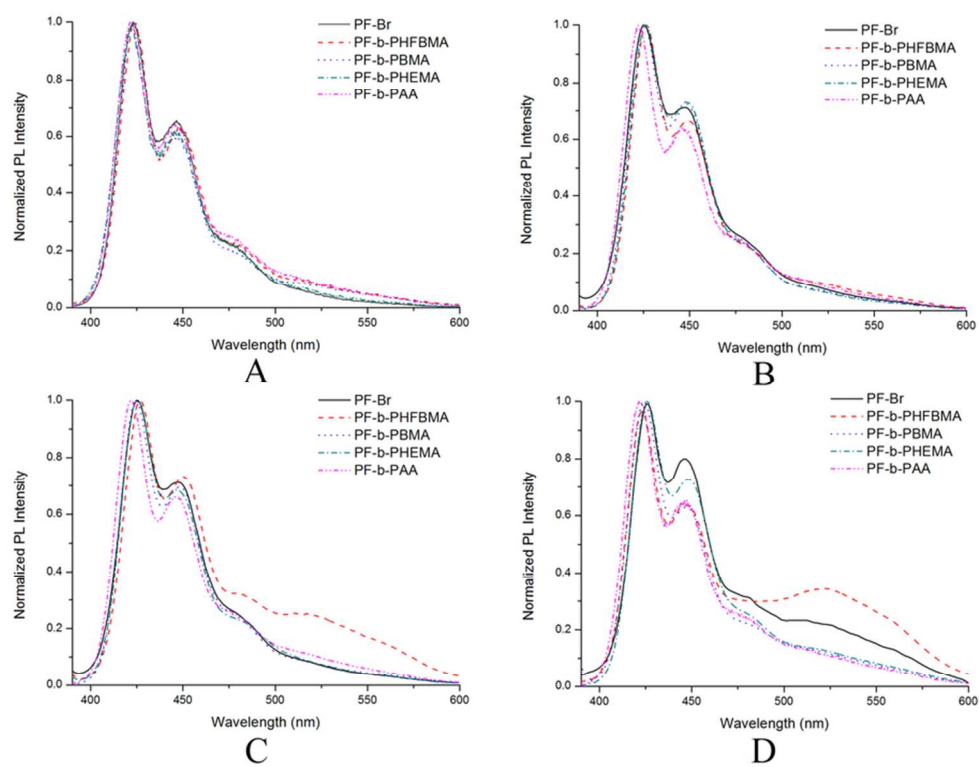 1.0
0.8
0.6
0.4
0.2
0.0
Normalized PL Intensity
PF-Br
PF-b-PHFBMA
PF-b-PBMA
PF-b-PHEMA
PF-b-PAA
400
450
500
550
600
Wavelength (nm)
A
1.0
0.8
0.6
0.4
0.2
0.0
Normalized PL Intensity
PF-Br
PF-b-PHFBMA
PF-b-PBMA
PF-b-PHEMA
PF-b-PAA
400
450
500
550
600
Wavelength (nm)
B
1.0
0.8
0.6
0.4
0.2
0.0
Normalized PL Intensity
PF-Br
PF-b-PHFBMA
PF-b-PBMA
PF-b-PHEMA
PF-b-PAA
400
450
500
550
600
Wavelength (nm)
C
1.0
0.8
0.6
0.4
0.2
0.0
Normaized PL Intensity
PF-Br
PF-b-PHFBMA
PF-b-PBMA
PF-b-PHEMA
PF-b-PAA
400
450
500
550
600
Wavelength (nm)
D